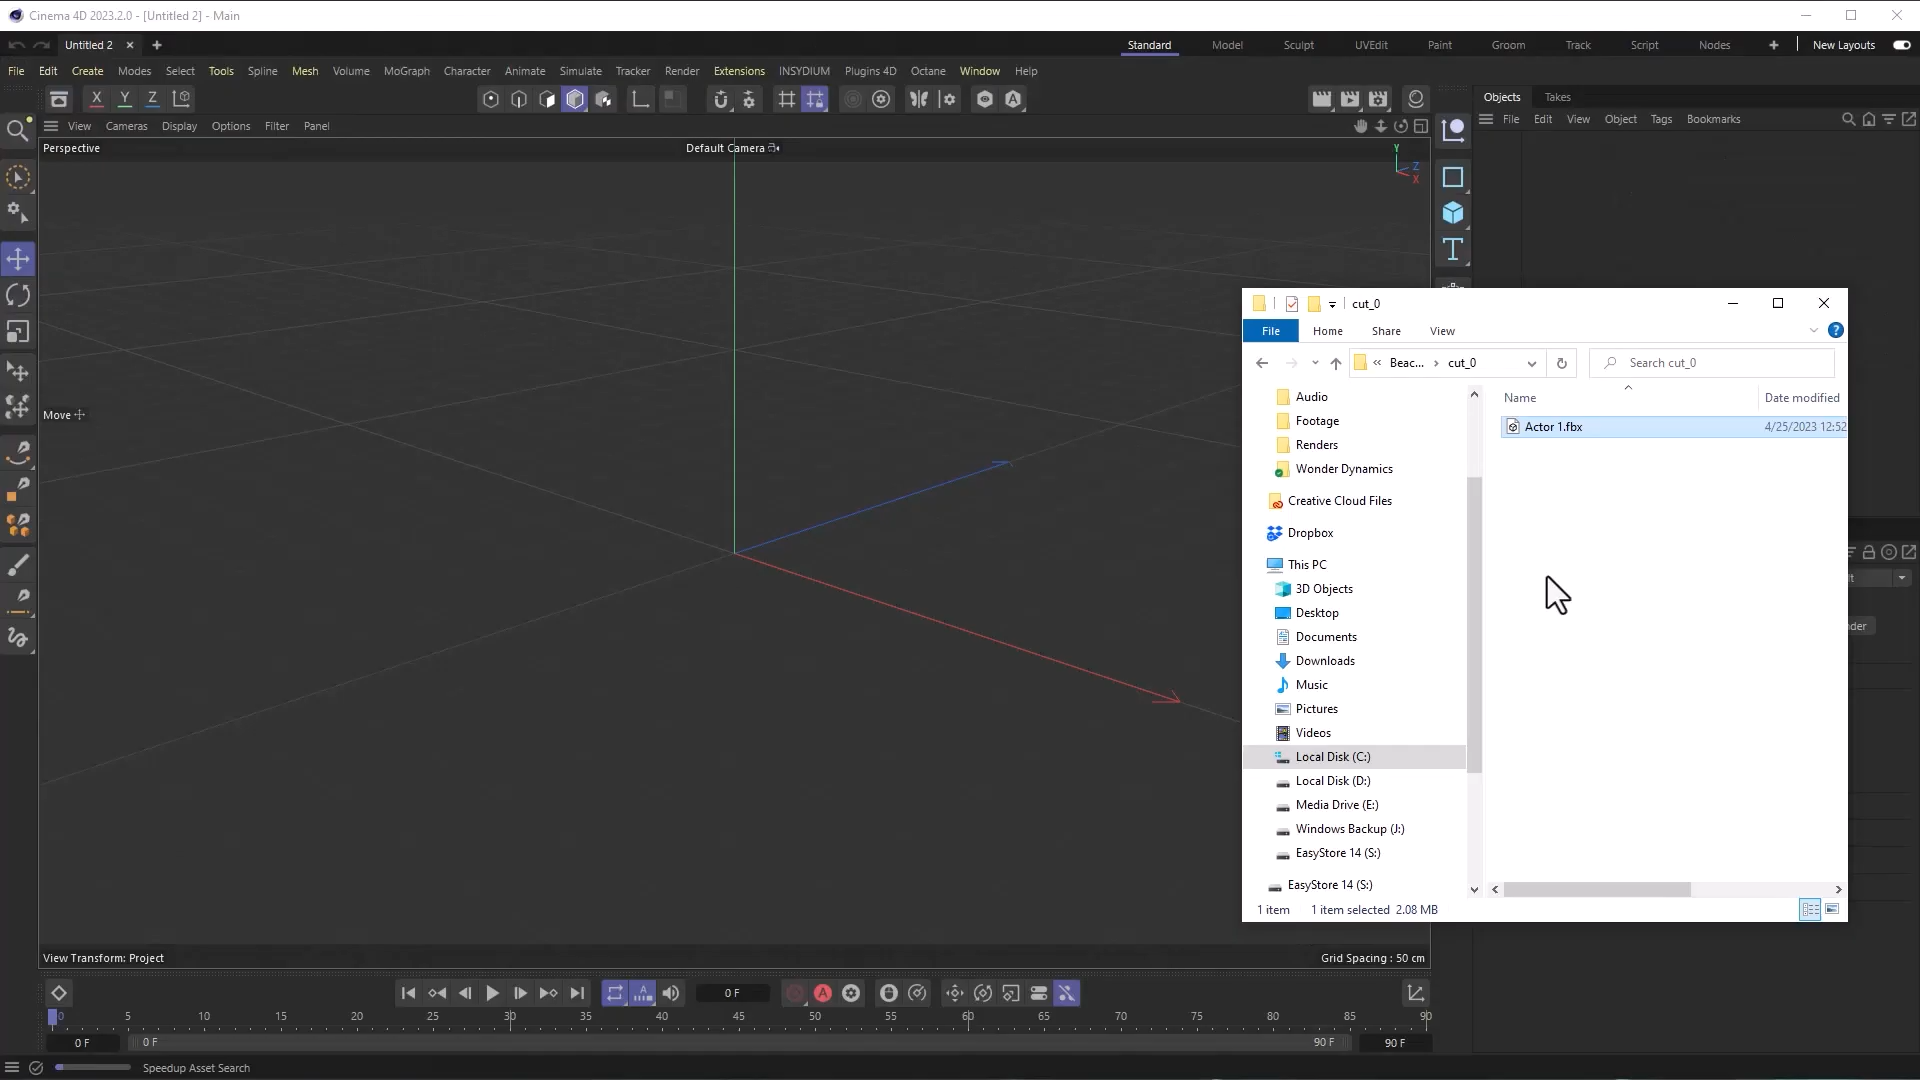 Cinema 4D 2023.2.0 - [Untitled 2] - Main
Untitled 2
Standard Model Sculpt UVEdit Paint Groom Track Script Nodes New Layouts
File Edit Create Modes Select Tools Spline Mesh Volume MoGraph Character Animate Simulate Tracker Render Extensions INSYDIUM Plugins 4D Octane Window Help
X Y Z
Objects Takes
View Cameras Display Options Filter Panel
File Edit View Object Tags Bookmarks
Perspective
Default Camera
Y
Z
X
Move
cut_0
File Home Share View
« Beac... › cut_0
Search cut_0
Name Date modified
Actor 1.fbx 4/25/2023 12:52
Audio
Footage
Renders
Wonder Dynamics
Creative Cloud Files
Dropbox
This PC
3D Objects
Desktop
Documents
Downloads
Music
Pictures
Videos
Local Disk (C:)
Local Disk (D:)
Media Drive (E:)
Windows Backup (J:)
EasyStore 14 (S:)
EasyStore 14 (S:)
1 item 1 item selected 2.08 MB
View Transform: Project
Grid Spacing : 50 cm
0 F
0 5 10 15 20 25 30 35 40 45 50 55 60 65 70 75 80 85 90
0 F 0 F 90 F 90 F
Speedup Asset Search